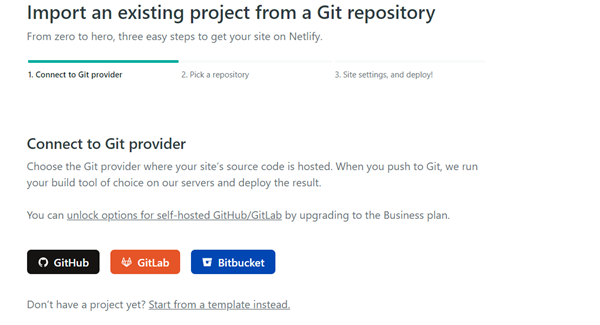 Import an existing project from a Git repository
From zero to hero, three easy steps to get your site on Netlify.
1. Connect to Git provider
2. Pick a repository
3. Site settings, and deploy!
Connect to Git provider
Choose the Git provider where your site's source code is hosted. When you push to Git, we run
your build tool of choice on our servers and deploy the result.
You can unlock options for self-hosted GitHub/GitLab by upgrading to the Business plan.
GitHub
GitLab
Bitbucket
Don't have a project yet? Start from a template instead.